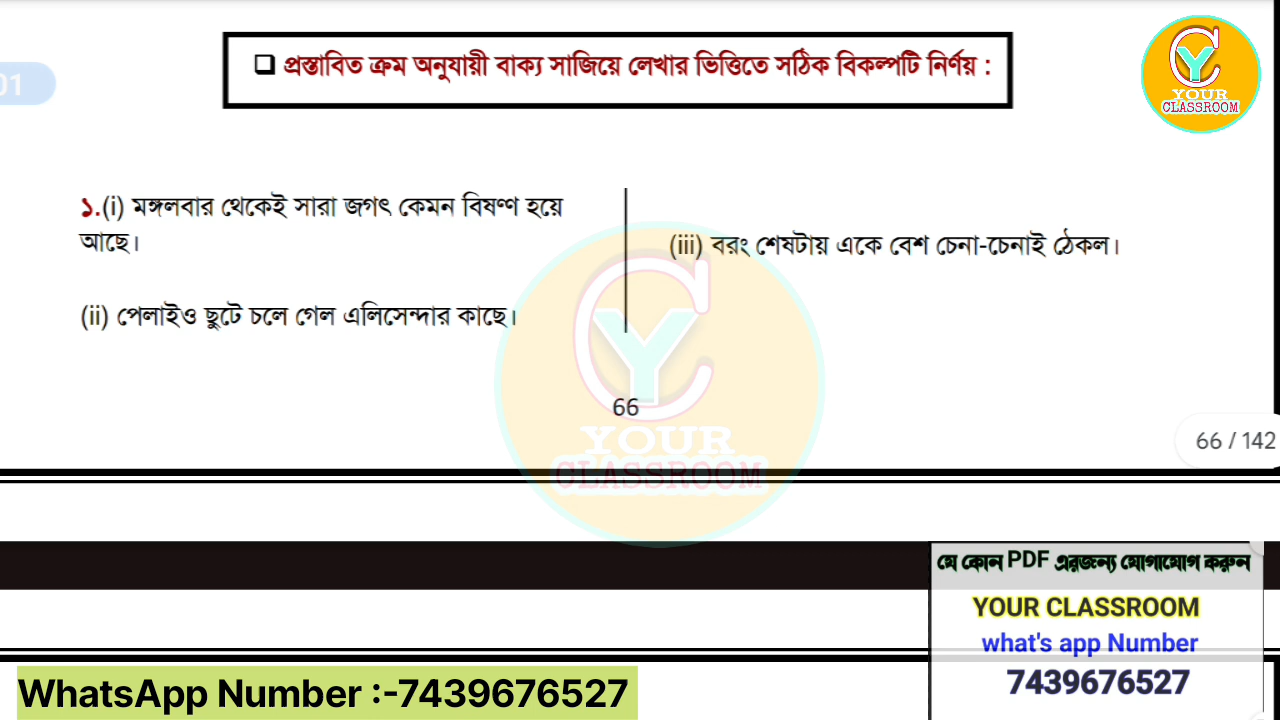 ❑ প্রস্তাবিত ক্রম অনুযায়ী বাক্য সাজিয়ে লেখার ভিত্তিতে সঠিক বিকল্পটি নির্ণয় :
01
C
Y
YOUR
CLASSROOM
১.(i) মঙ্গলবার থেকেই সারা জগৎ কেমন বিষণ্ণ হয়ে
আছে।
(ii) পেলাইও ছুটে চলে গেল এলিসেন্দার কাছে।
(iii) বরং শেষটায় একে বেশ চেনা-চেনাই ঠেকল।
C
Y
YOUR
CLASSROOM
66
66 / 142
যে কোন PDF এরজন্য যোগাযোগ করুন
YOUR CLASSROOM
what's app Number
7439676527
WhatsApp Number :-7439676527